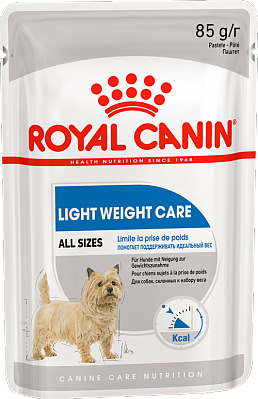 85 g/г
Pastete - Pâté
Паштет
ROYAL CANIN
HEALTH NUTRITION SINCE 1968
LIGHT WEIGHT CARE
ALL SIZES
Limite la prise de poids
ПОМОГАЕТ ПОДДЕРЖИВАТЬ ИДЕАЛЬНЫЙ ВЕС
Für Hunde mit Neigung zur
Gewichtszunahme
Pour chiens sujets à la prise de poids
Для собак, склонных к набору веса
Kcal
CANINE CARE NUTRITION